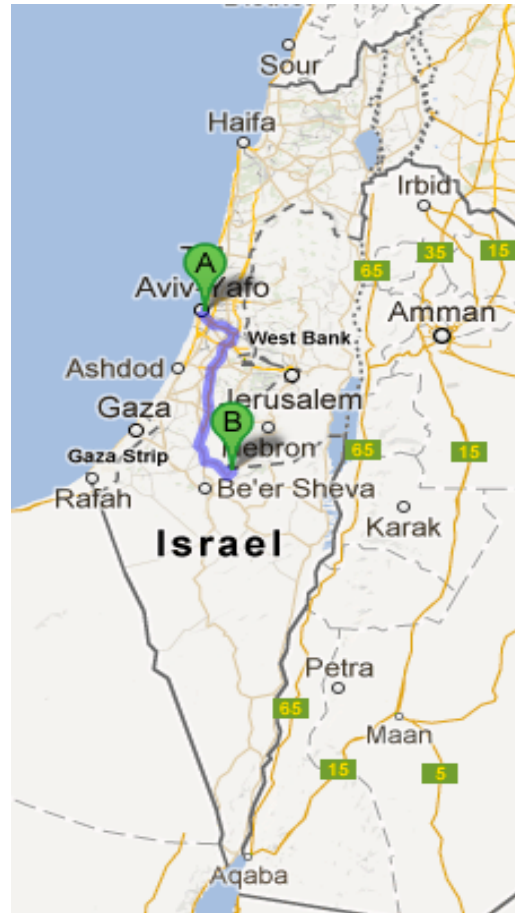 Sour
Haifa
Irbid
65
35
15
A
Aviv-Yafo
West Bank
Amman
Ashdod
Jerusalem
Gaza
B
Hebron
Gaza Strip
65
15
Rafah
Be'er Sheva
Karak
Israel
Petra
65
Maan
15
5
Aqaba